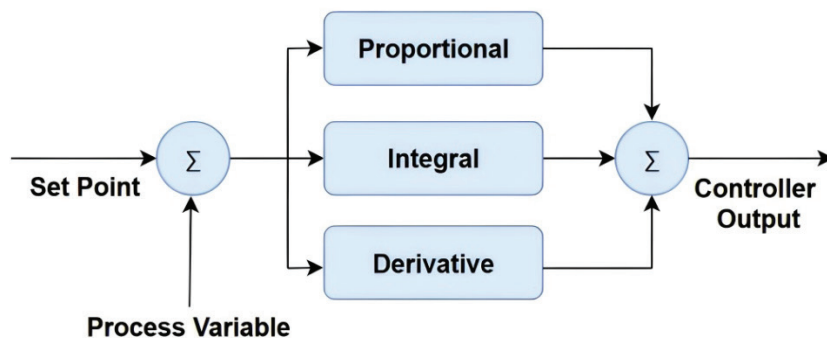 Proportional
Σ
Integral
Σ
Set Point
Controller
Output
Derivative
Process Variable